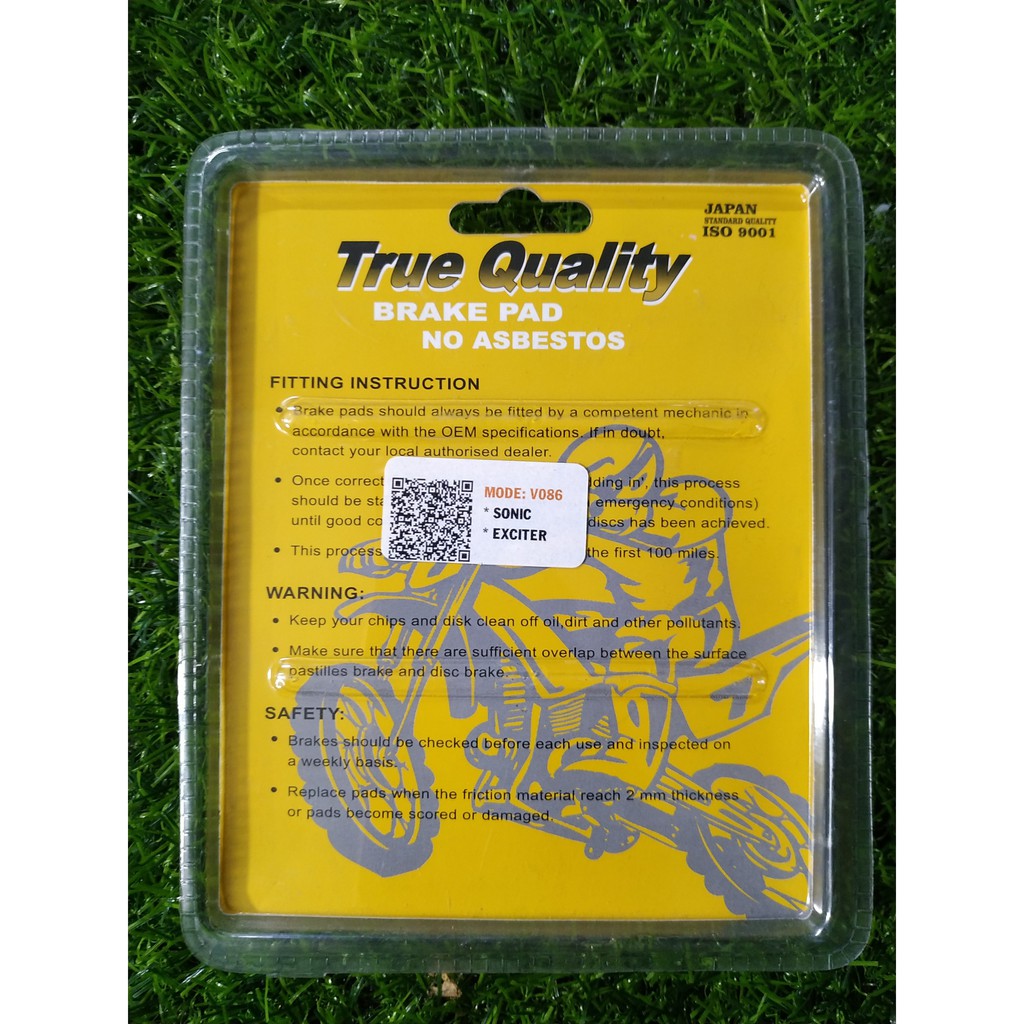 JAPAN
STANDARD QUALITY
ISO 9001
True Quality
BRAKE PAD
NO ASBESTOS
FITTING INSTRUCTION
• Brake pads should always be fitted by a competent mechanic in
accordance with the OEM specifications. If in doubt,
contact your local authorised dealer.
• Once correct dding in', this process
should be sta emergency conditions)
until good co discs has been achieved.
• This process the first 100 miles.
MODE: V086
* SONIC
* EXCITER
WARNING:
• Keep your chips and disk clean off oil,dirt and other pollutants.
• Make sure that there are sufficient overlap between the surface
pastilles brake and disc brake.
SAFETY:
• Brakes should be checked before each use and inspected on
a weekly basis.
• Replace pads when the friction material reach 2 mm thickness
or pads become scored or damaged